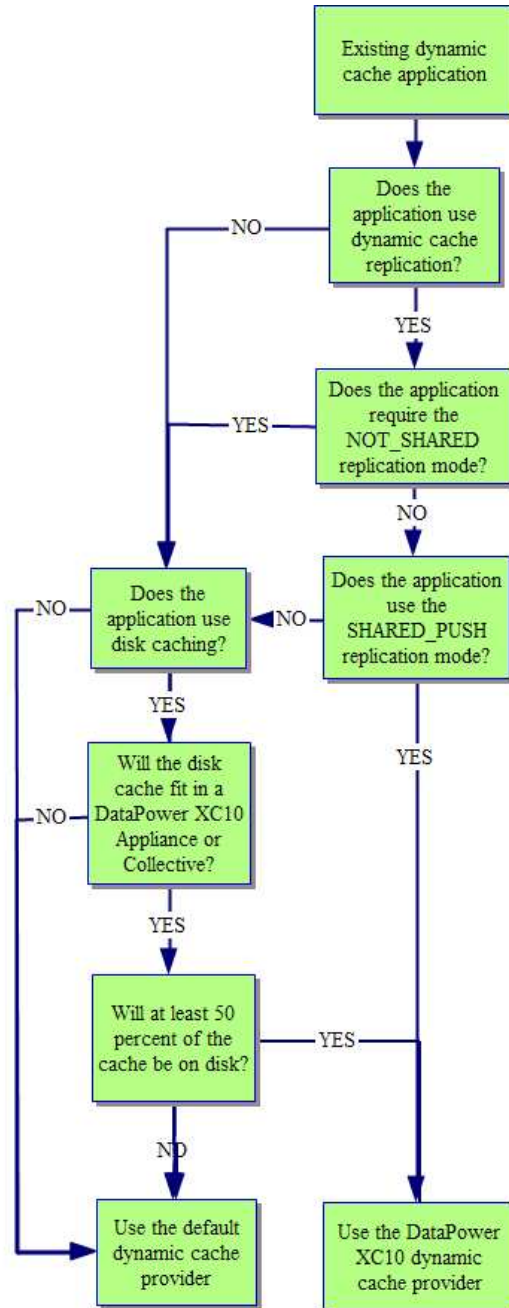 Existing dynamic
cache application
Does the
application use
dynamic cache
replication?
NO
YES
Does the application
require the
NOT_SHARED
replication mode?
YES
NO
Does the
application use
disk caching?
Does the application
use the
SHARED_PUSH
replication mode?
NO
NO
YES
YES
Will the disk
cache fit in a
DataPower XC10
Appliance or
Collective?
NO
YES
Will at least 50
percent of the
cache be on disk?
YES
NO
Use the default
dynamic cache
provider
Use the DataPower
XC10 dynamic
cache provider